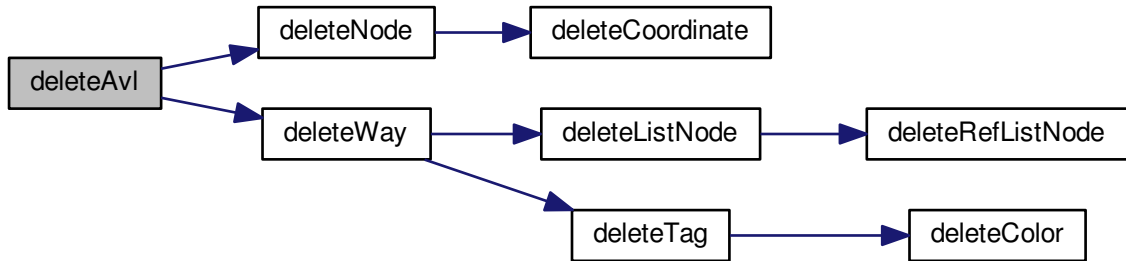 deleteAvl
deleteNode
deleteCoordinate
deleteWay
deleteListNode
deleteRefListNode
deleteTag
deleteColor